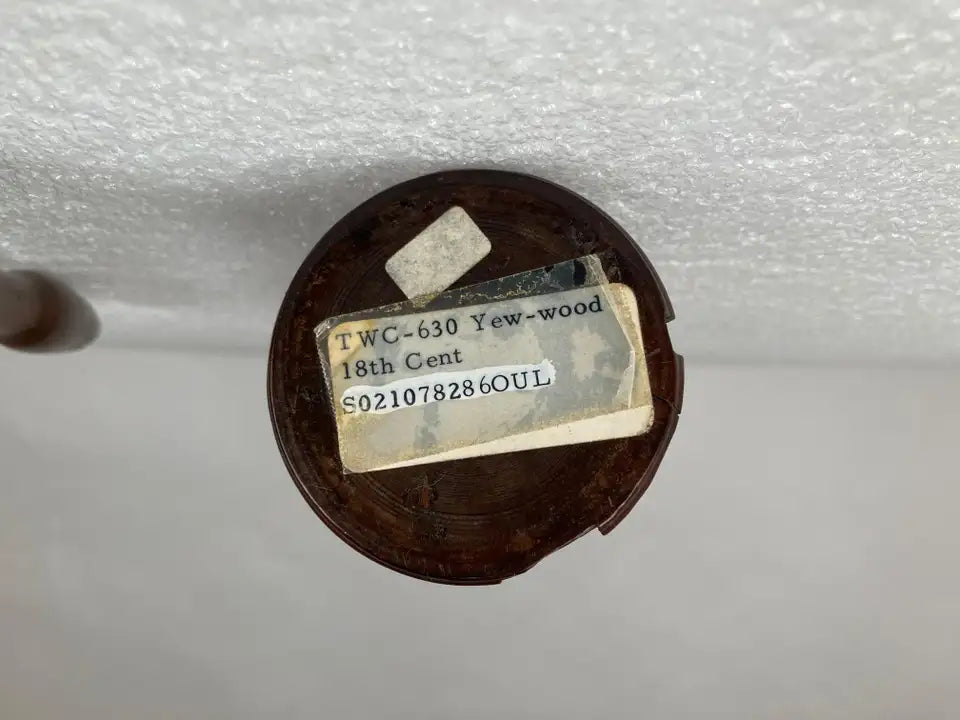 TWC-630 Yew-wood
18th Cent
S021078286OUL